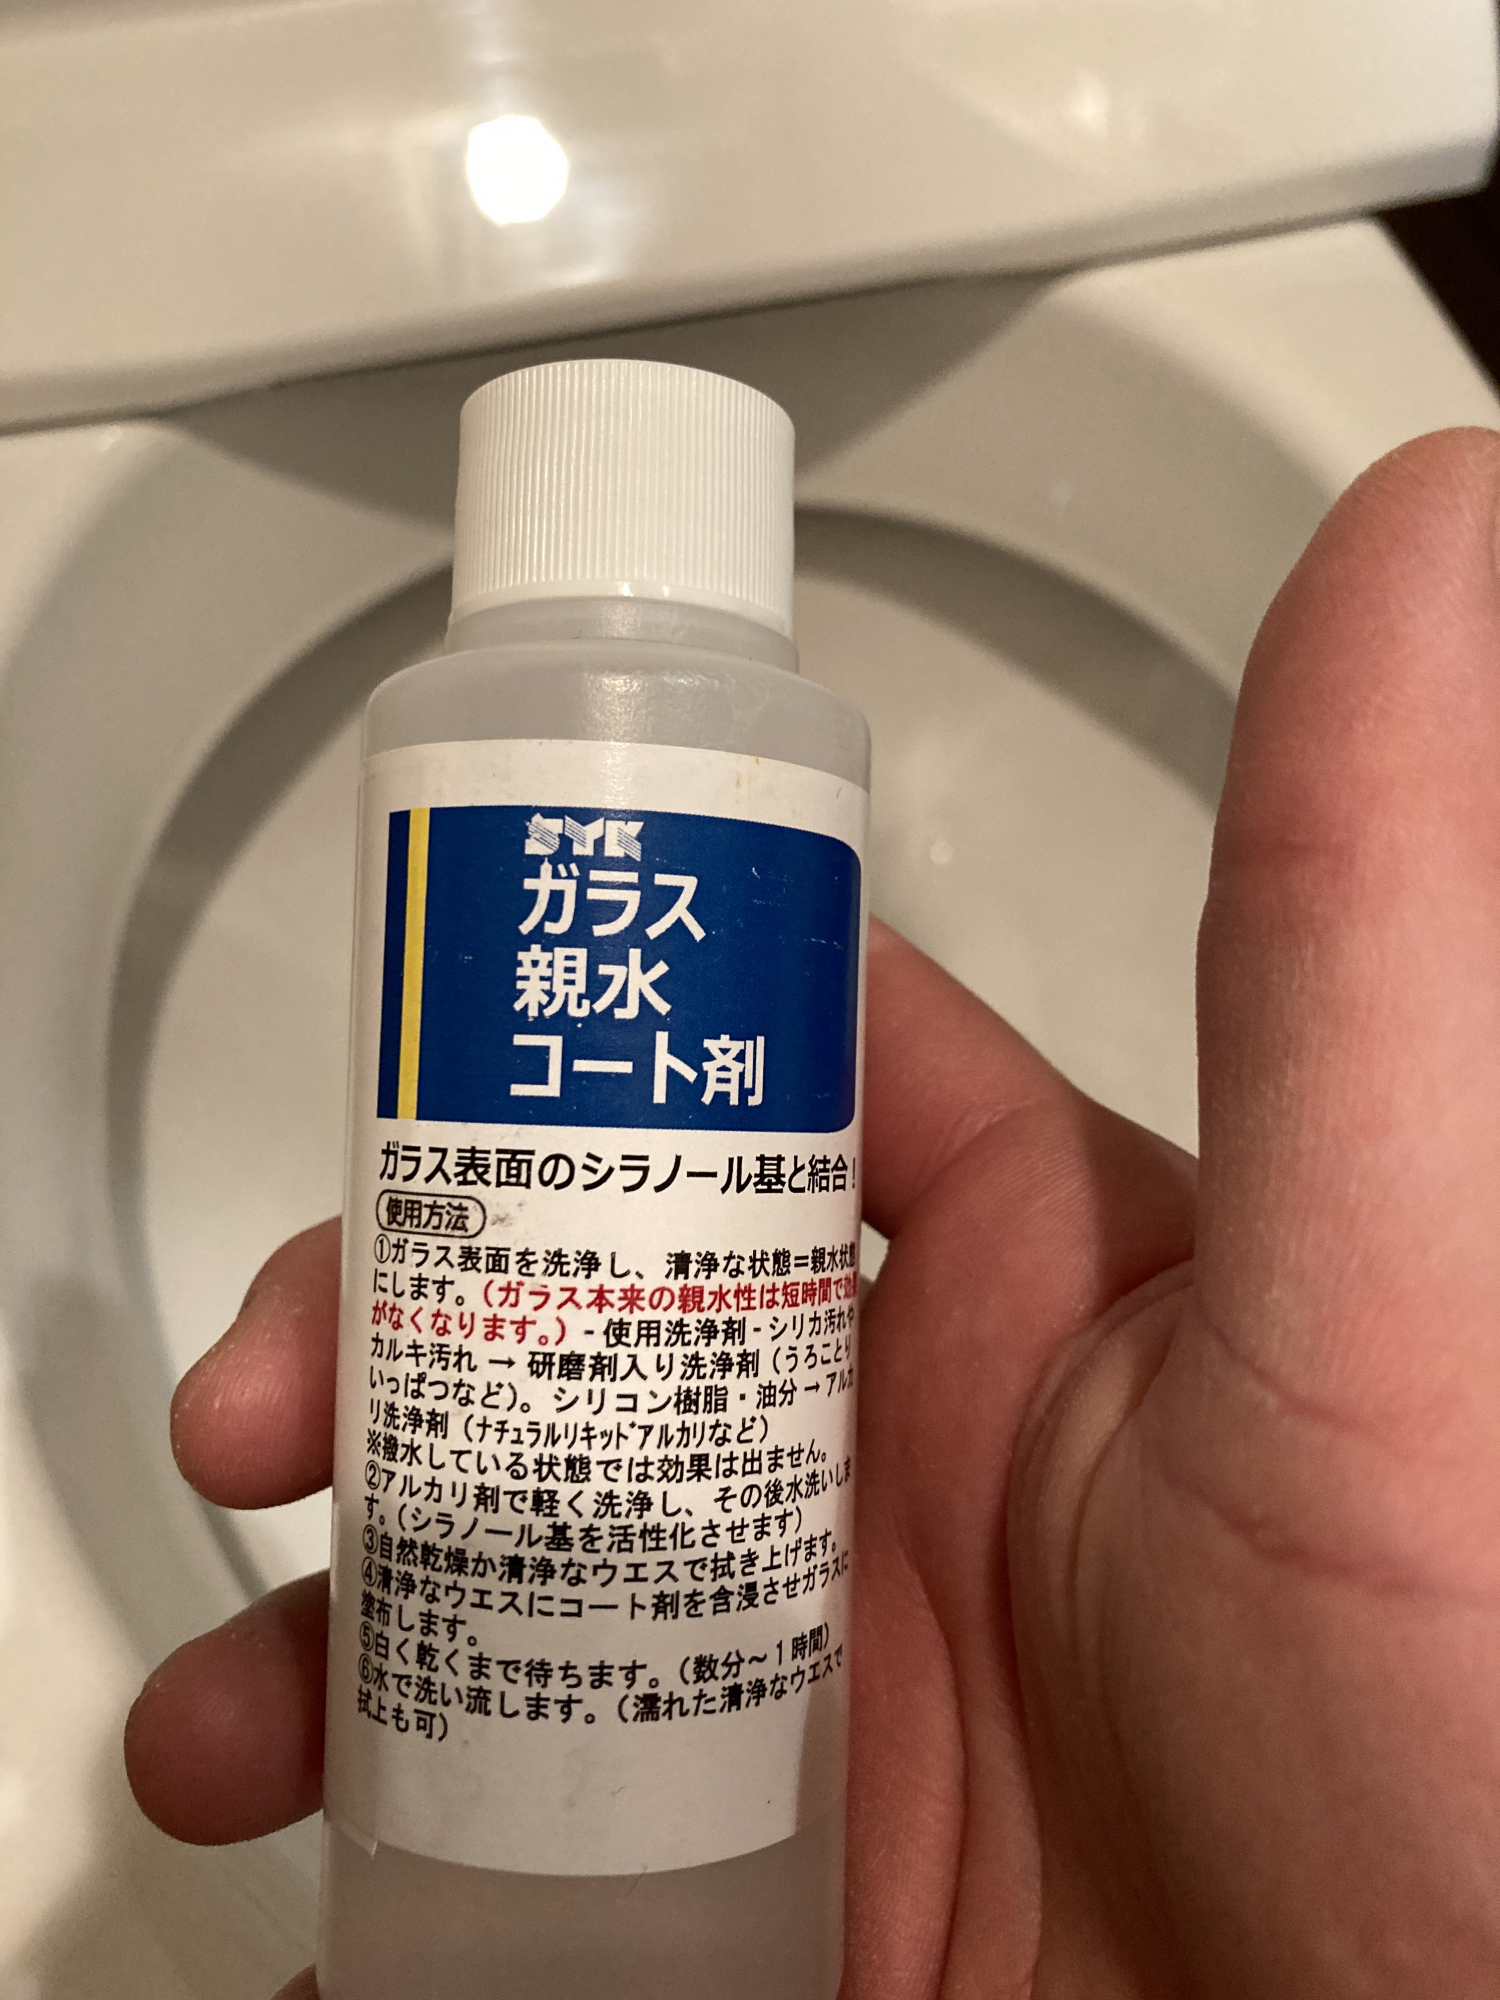 SYK
ガラス
親水
コート剤
ガラス表面のシラノール基と結合！
使用方法
①ガラス表面を洗浄し、清浄な状態＝親水状態
にします。（ガラス本来の親水性は短時間で効果
がなくなります。）-使用洗浄剤-シリカ汚れや
カルキ汚れ → 研磨剤入り洗浄剤（うろことり
いっぱつなど）。シリコン樹脂・油分→アルカ
リ洗浄剤（ナチュラルリキッドアルカリなど）
※撥水している状態では効果は出ません。
②アルカリ剤で軽く洗浄し、その後水洗いしま
す。（シラノール基を活性化させます）
③自然乾燥か清浄なウエスで拭き上げます。
④清浄なウエスにコート剤を含浸させガラスに
塗布します。
⑤白く乾くまで待ちます。（数分～1時間）
⑥水で洗い流します。（濡れた清浄なウエスで
拭上も可）